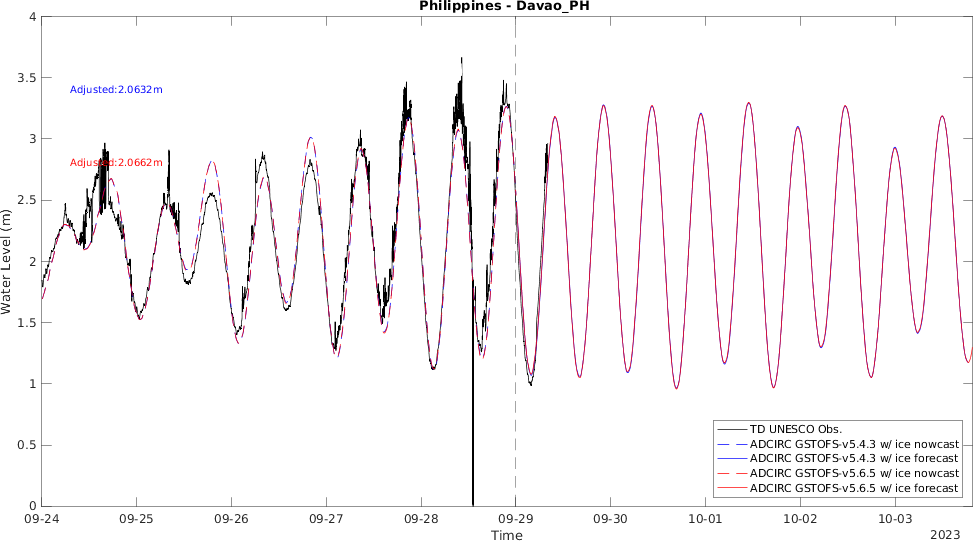 Philippines - Davao_PH
4
3.5
3
2.5
2
1.5
1
0.5
0
Water Level (m)
Adjusted:2.0632m
Adjusted:2.0662m
TD UNESCO Obs.
ADCIRC GSTOFS-v5.4.3 w/ ice nowcast
ADCIRC GSTOFS-v5.4.3 w/ ice forecast
ADCIRC GSTOFS-v5.6.5 w/ ice nowcast
ADCIRC GSTOFS-v5.6.5 w/ ice forecast
09-24 09-25 09-26 09-27 09-28 09-29 09-30 10-01 10-02 10-03
Time
2023